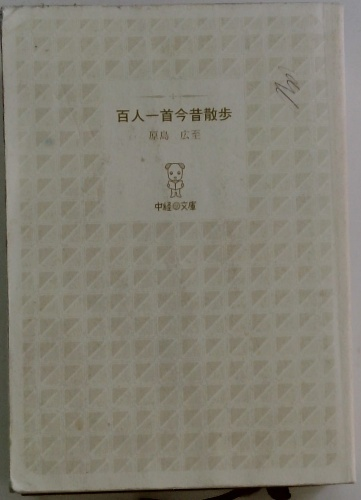 百人一首今昔散歩
原島 広至
中経の文庫